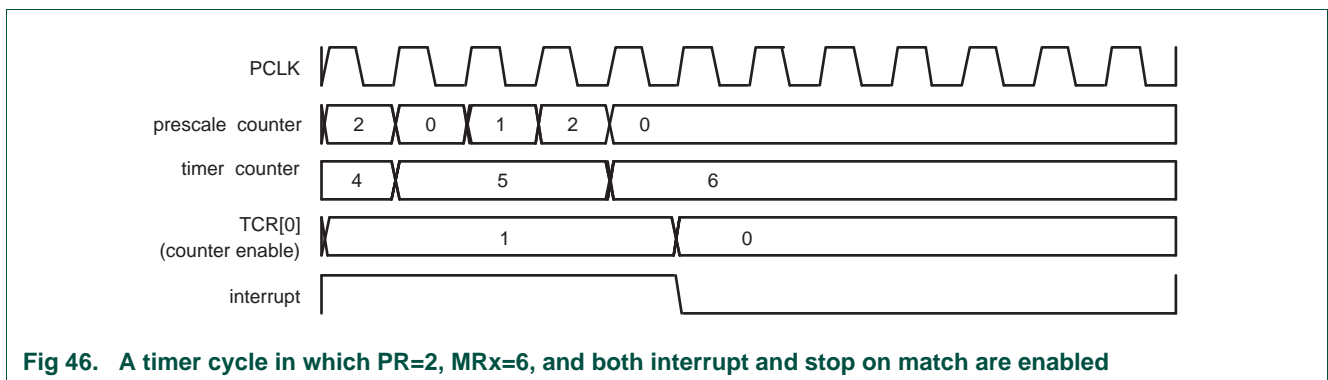 PCLK
prescale counter 2 0 1 2 0
timer counter 4 5 6
TCR[0]
(counter enable) 1 0
interrupt
Fig 46. A timer cycle in which PR=2, MRx=6, and both interrupt and stop on match are enabled